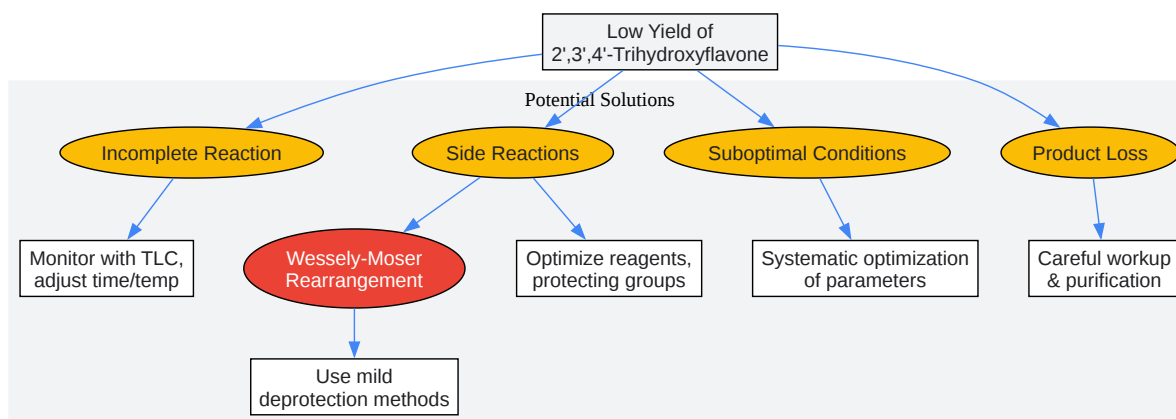 Low Yield of
2',3',4'-Trihydroxyflavone
Potential Solutions
Incomplete Reaction
Side Reactions
Suboptimal Conditions
Product Loss
Monitor with TLC,
adjust time/temp
Wessely-Moser
Rearrangement
Optimize reagents,
protecting groups
Systematic optimization
of parameters
Careful workup
& purification
Use mild
deprotection methods